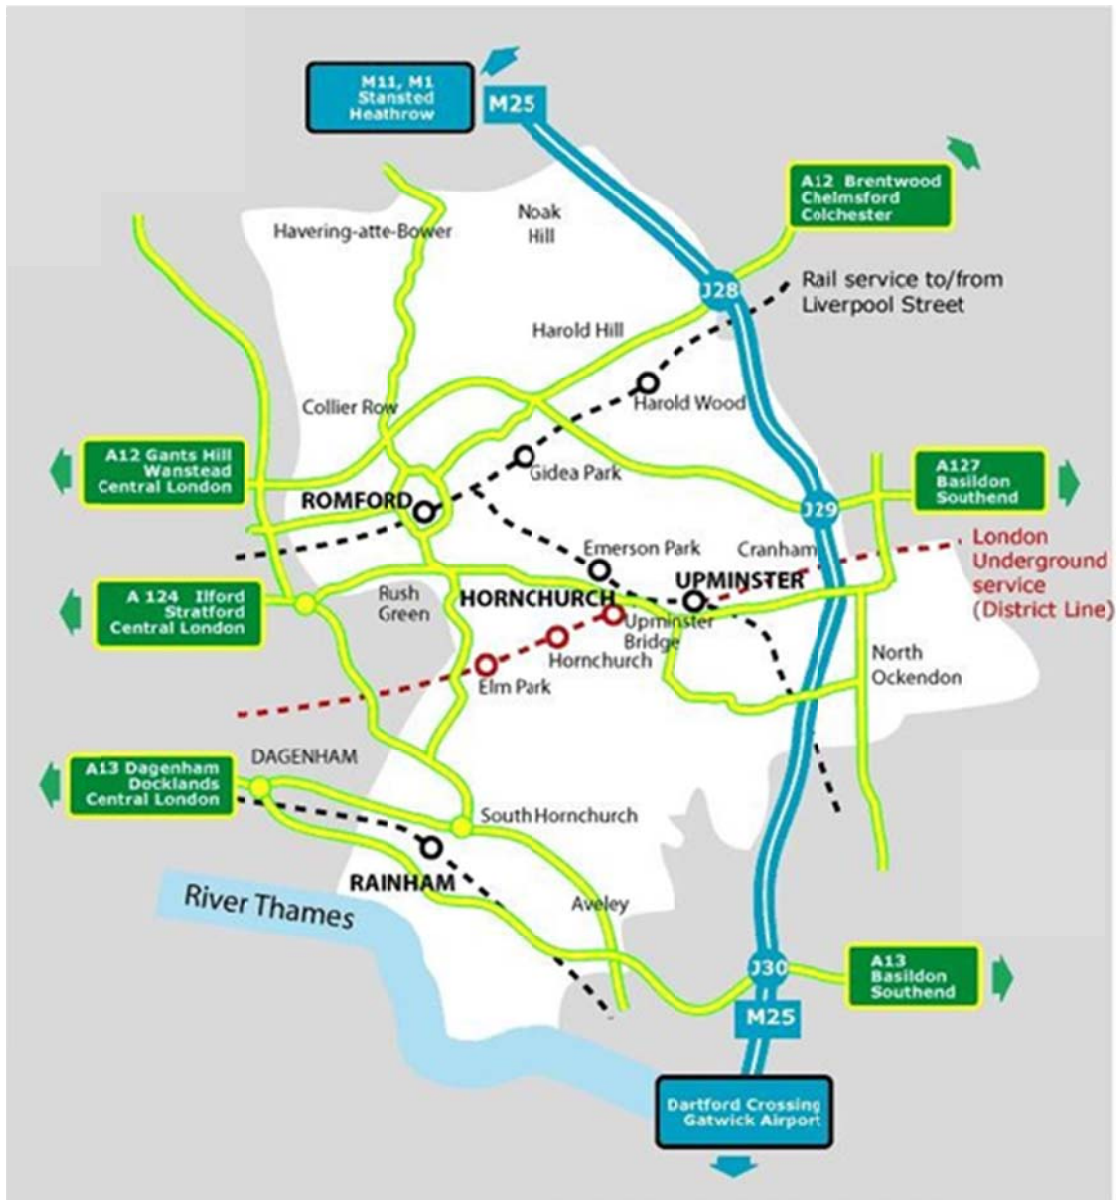 M11, M1
Stansted
Heathrow
M25
A12 Brentwood
Chelmsford
Colchester
Noak
Hill
Havering-atte-Bower
J28
Rail service to/from
Liverpool Street
Harold Hill
Collier Row
Harold Wood
A12 Gants Hill
Wanstead
Central London
Gidea Park
A127
Basildon
Southend
ROMFORD
J29
London
Underground
service
(District Line)
Emerson Park
Cranham
UPMINSTER
A 124 Ilford
Stratford
Central London
Rush
Green
HORNCHURCH
Upminster
Bridge
Hornchurch
Elm Park
North
Ockendon
DAGENHAM
A13 Dagenham
Docklands
Central London
South Hornchurch
RAINHAM
River Thames
Aveley
J30
A13
Basildon
Southend
M25
Dartford Crossing
Gatwick Airport